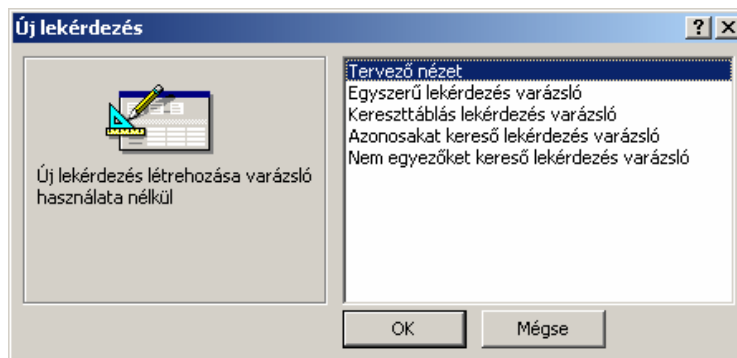 Új lekérdezés
Új lekérdezés létrehozása varázsló
használata nélkül
Tervező nézet
Egyszerű lekérdezés varázsló
Kereszttáblás lekérdezés varázsló
Azonosakat kereső lekérdezés varázsló
Nem egyezőket kereső lekérdezés varázsló
OK
Mégse